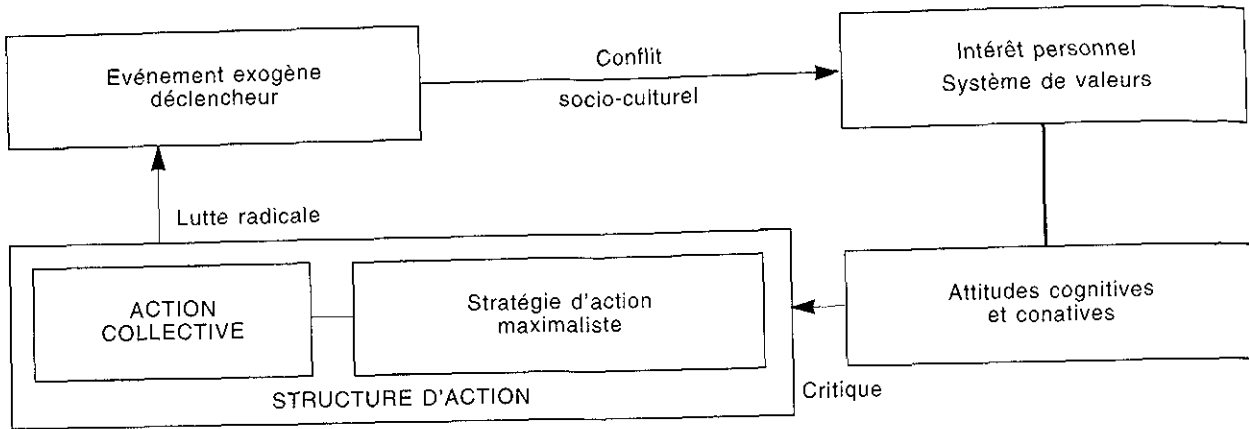 Evénement exogène
déclencheur
Conflit
socio-culturel
Intérêt personnel
Système de valeurs
Lutte radicale
ACTION
COLLECTIVE
Stratégie d'action
maximaliste
Attitudes cognitives
et conatives
STRUCTURE D'ACTION
Critique